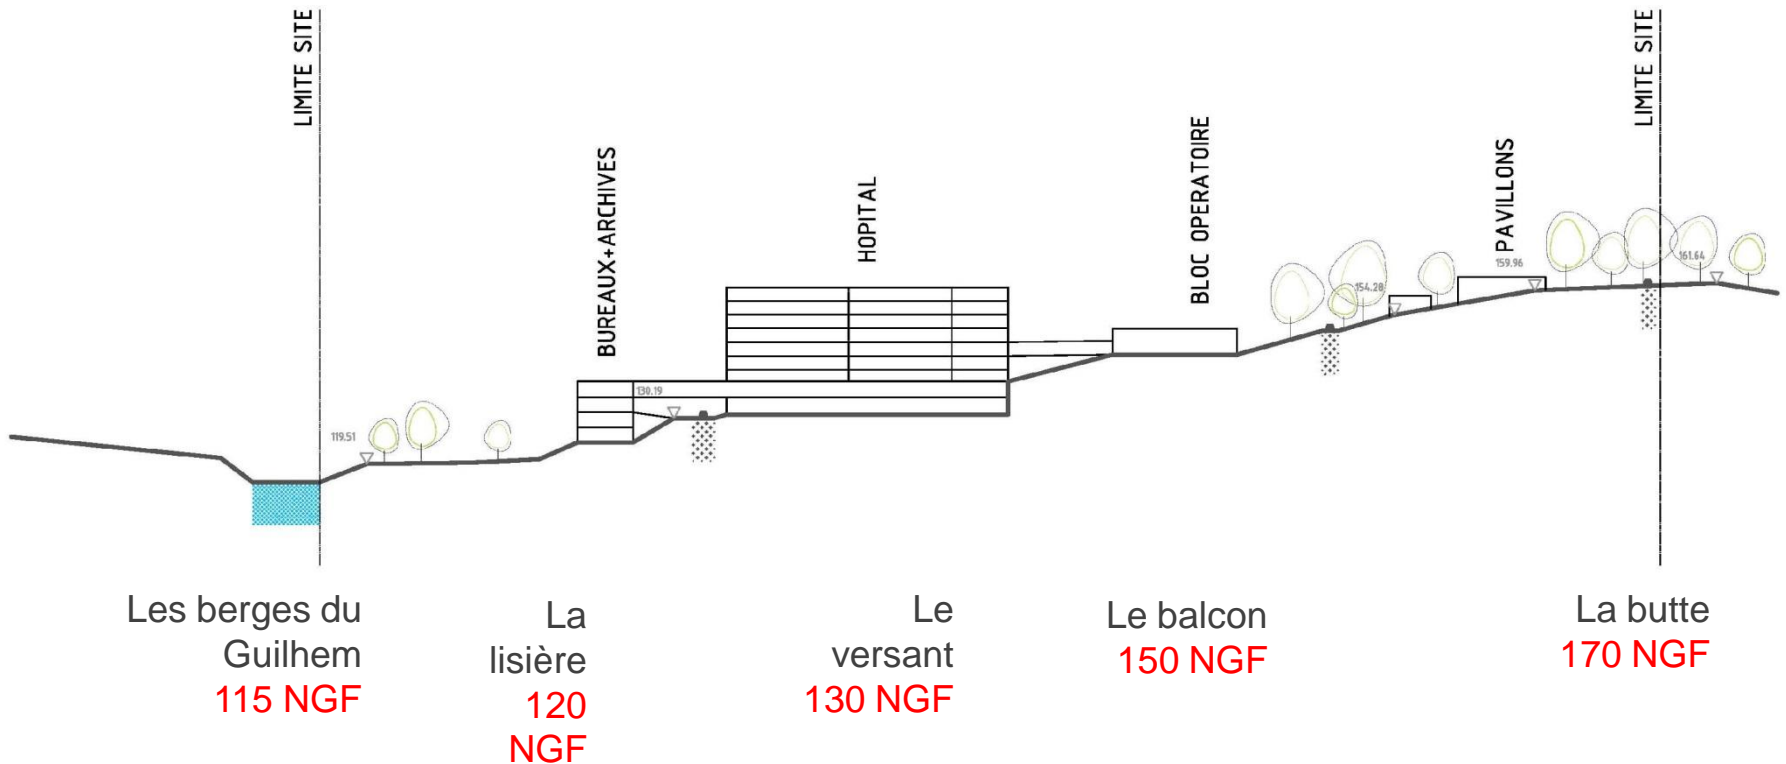 LIMITE SITE
BUREAUX+ARCHIVES
HOPITAL
BLOC OPERATOIRE
PAVILLONS
LIMITE SITE
119.51
130.19
154.28
159.96
161.64
Les berges du
Guilhem
115 NGF
La
lisière
120
NGF
Le
versant
130 NGF
Le balcon
150 NGF
La butte
170 NGF